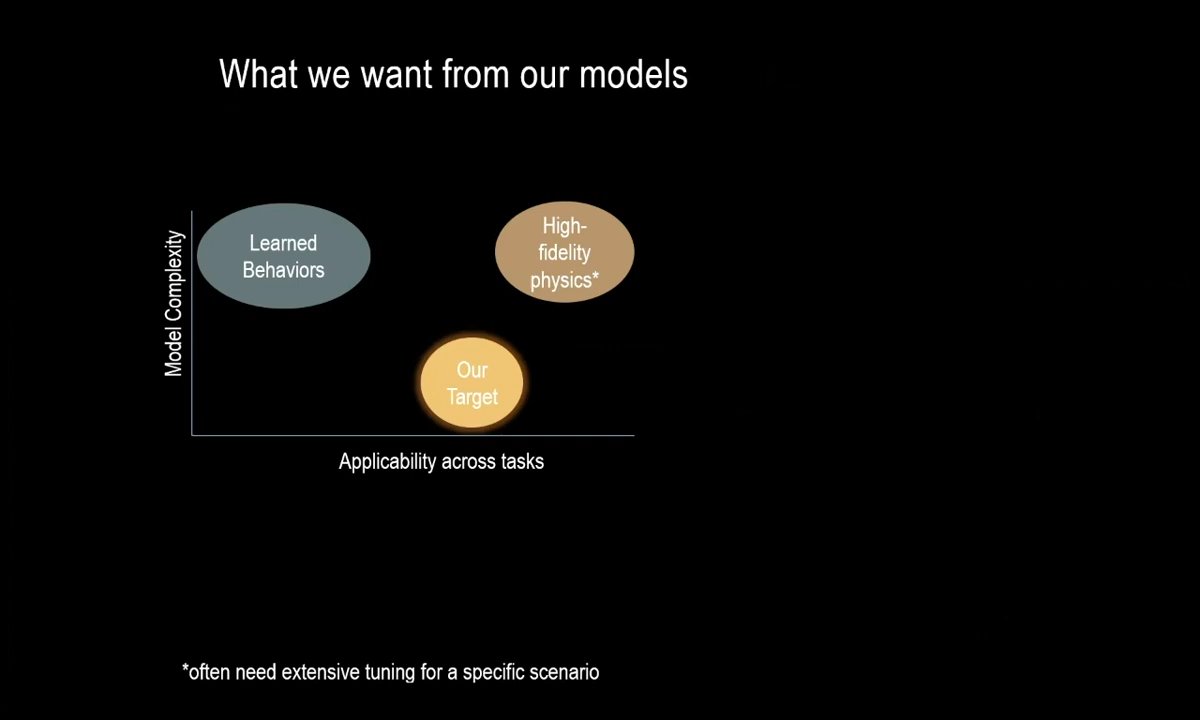 What we want from our models
Model Complexity
Learned
Behaviors
High-
fidelity
physics*
Our
Target
Applicability across tasks
*often need extensive tuning for a specific scenario